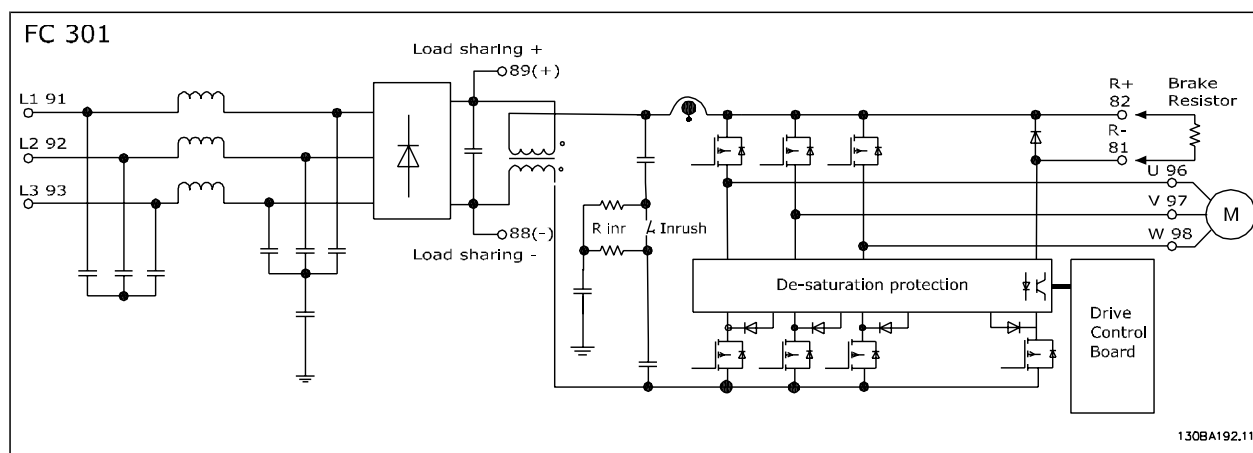 FC 301
Load sharing +
89(+)
R+
82
Brake
Resistor
L1 91
R-
81
L2 92
U 96
L3 93
V 97
M
R inr
Inrush
88(-)
W 98
Load sharing -
De-saturation protection
Drive
Control
Board
130BA192.11